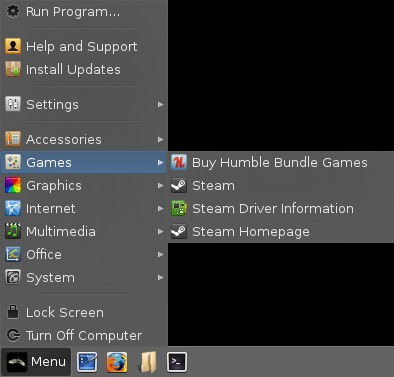 Run Program...
Help and Support
Install Updates
Settings
Accessories
Games
Graphics
Internet
Multimedia
Office
System
Lock Screen
Turn Off Computer
Menu
Buy Humble Bundle Games
Steam
Steam Driver Information
Steam Homepage